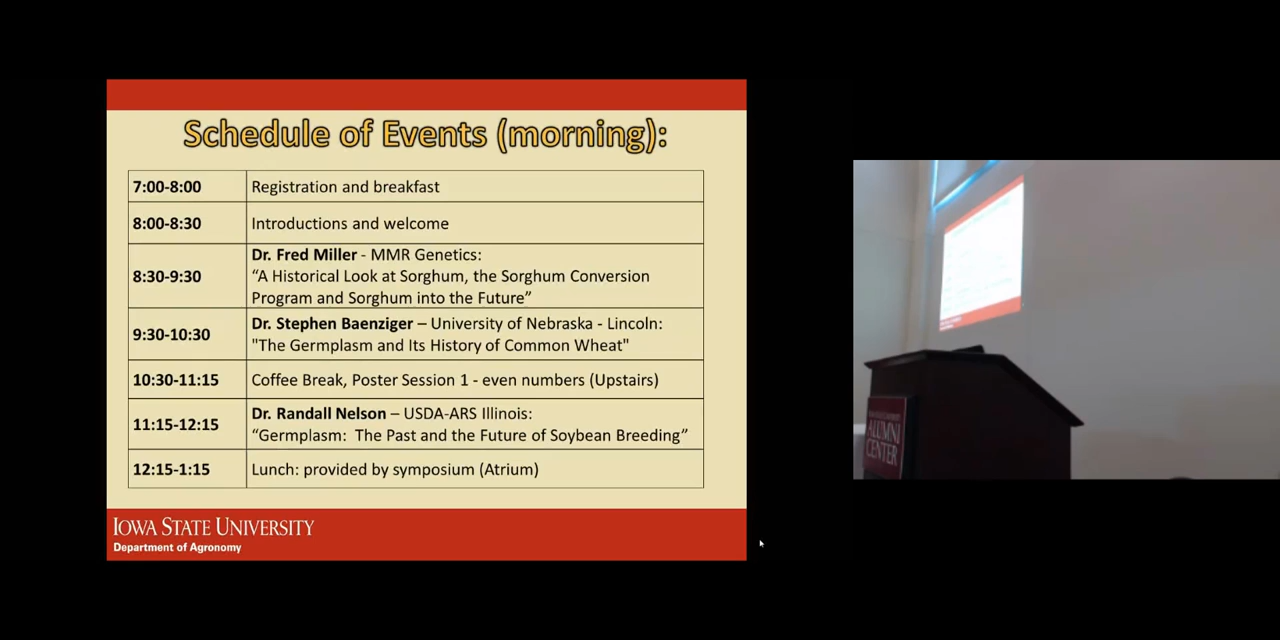 Schedule of Events (morning):
7:00-8:00 Registration and breakfast
8:00-8:30 Introductions and welcome
8:30-9:30 Dr. Fred Miller - MMR Genetics:
“A Historical Look at Sorghum, the Sorghum Conversion
Program and Sorghum into the Future”
9:30-10:30 Dr. Stephen Baenziger – University of Nebraska - Lincoln:
"The Germplasm and Its History of Common Wheat"
10:30-11:15 Coffee Break, Poster Session 1 - even numbers (Upstairs)
11:15-12:15 Dr. Randall Nelson – USDA-ARS Illinois:
“Germplasm:  The Past and the Future of Soybean Breeding”
12:15-1:15 Lunch: provided by symposium (Atrium)
IOWA STATE UNIVERSITY
Department of Agronomy
ALUMNI
CENTER